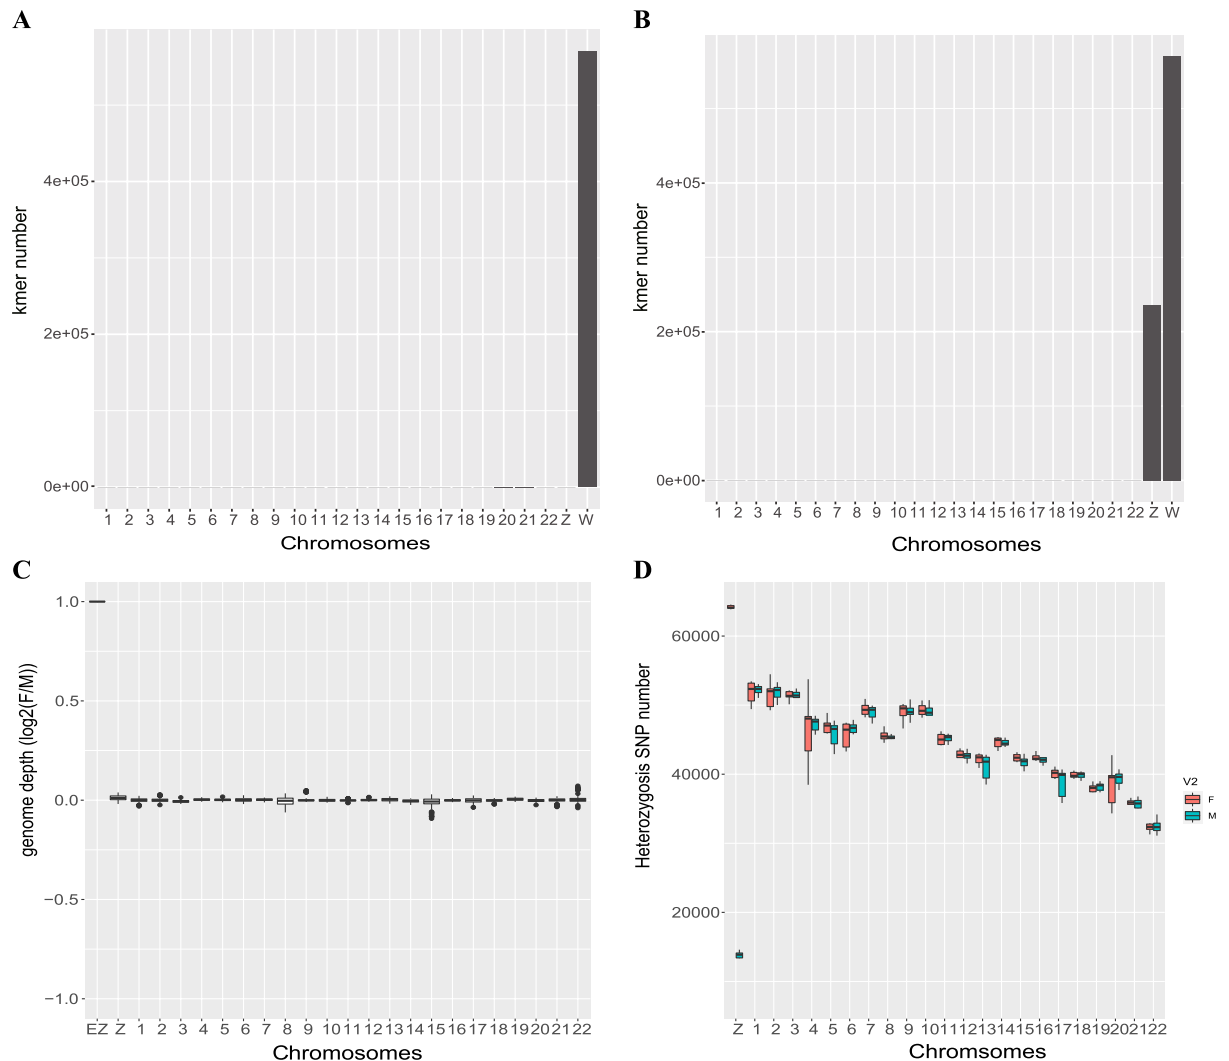 A
kmer number
4e+05
2e+05
0e+00
1 2 3 4 5 6 7 8 9 10 11 12 13 14 15 16 17 18 19 20 21 22 Z W
Chromosomes
B
kmer number
4e+05
2e+05
0e+00
1 2 3 4 5 6 7 8 9 10 11 12 13 14 15 16 17 18 19 20 21 22 Z W
Chromosomes
C
genome depth (log2(F/M))
1.0
0.5
0.0
−0.5
−1.0
EZ Z 1 2 3 4 5 6 7 8 9 10 11 12 13 14 15 16 17 18 19 20 21 22
Chromosomes
D
Heterozygosis SNP number
60000
40000
20000
Z 1 2 3 4 5 6 7 8 9 10 11 12 13 14 15 16 17 18 19 20 21 22
Chromsomes
V2
F
M